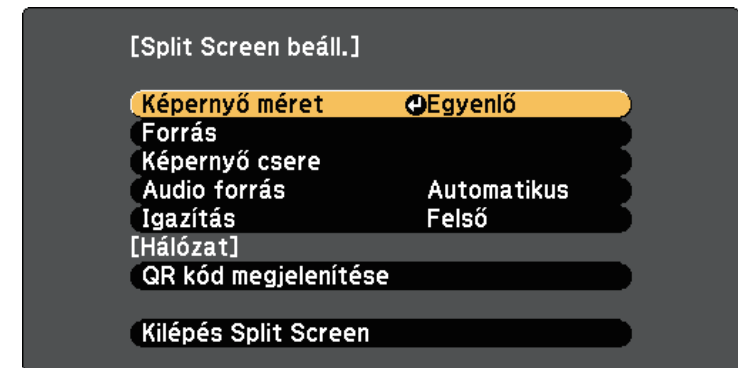 [Split Screen beáll.]
Képernyő méret Egyenlő
Forrás
Képernyő csere
Audio forrás Automatikus
Igazítás Felső
[Hálózat]
QR kód megjelenítése
Kilépés Split Screen